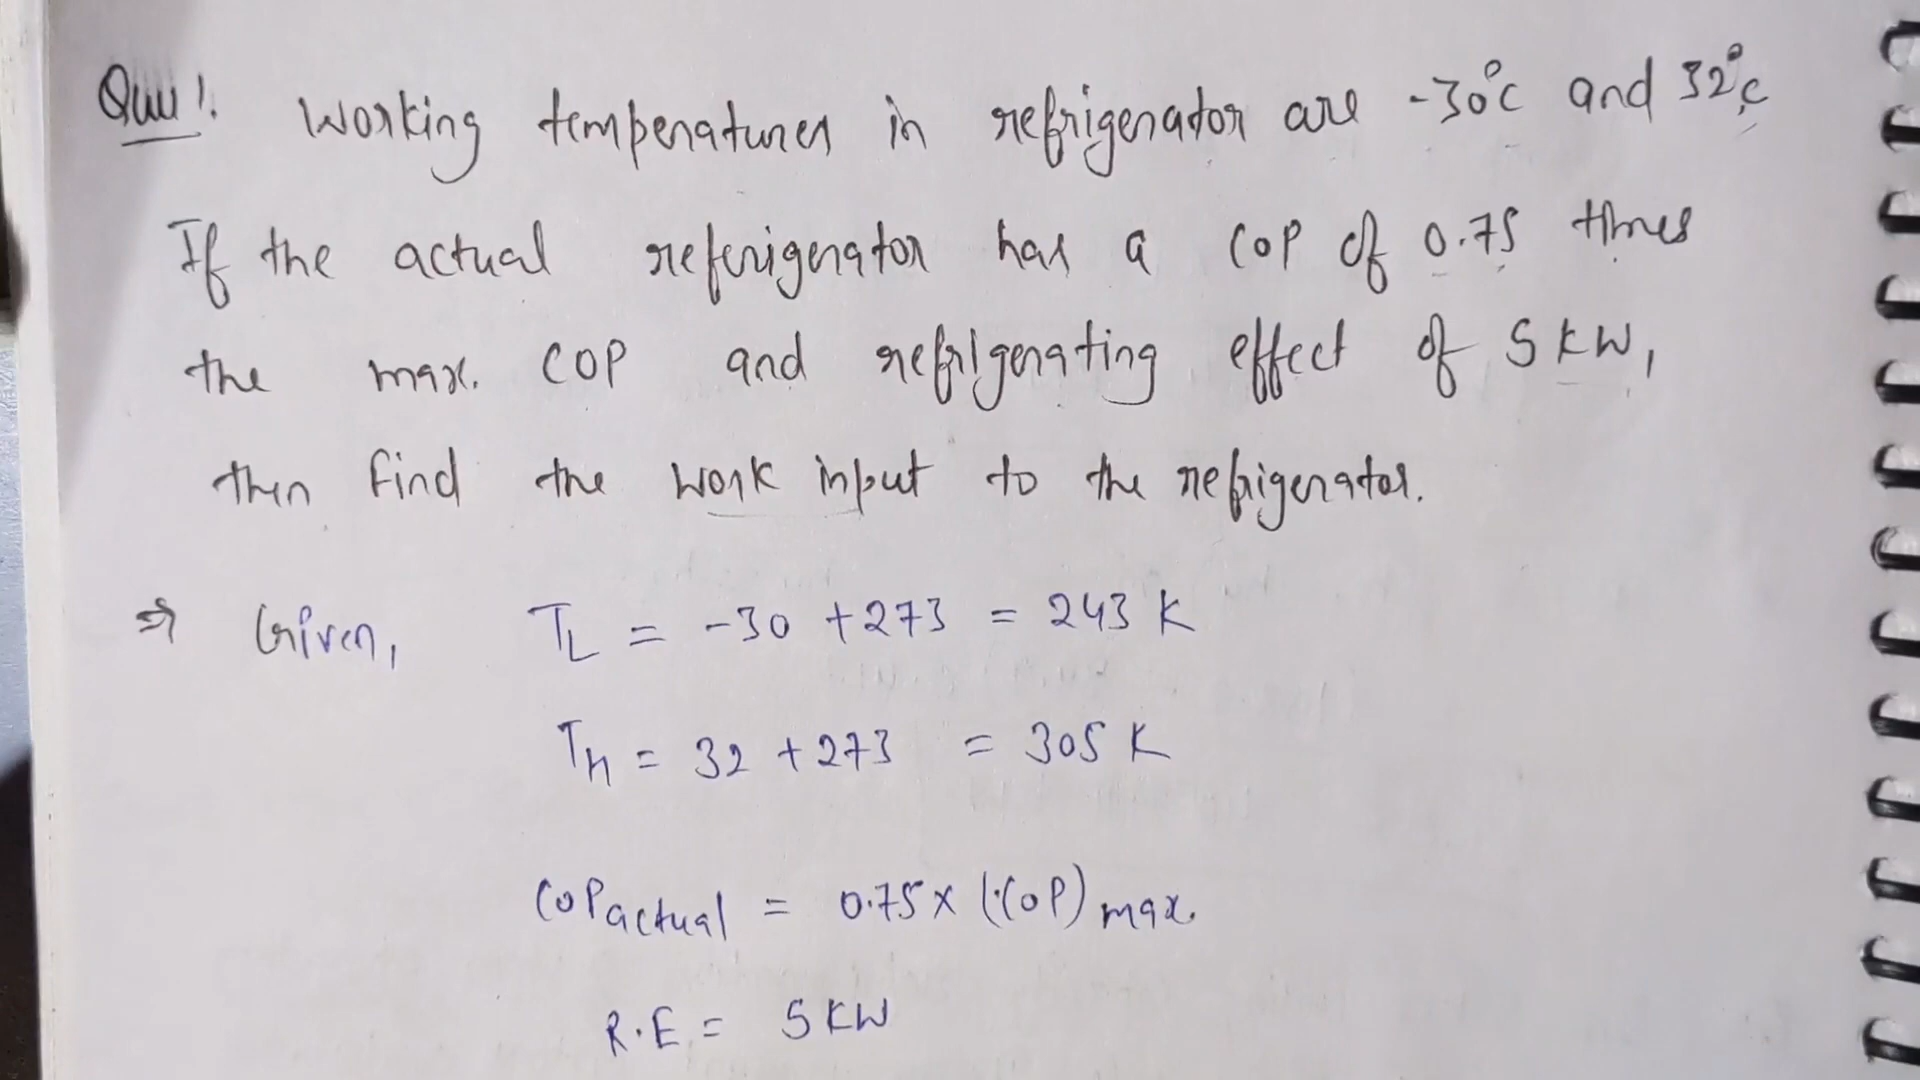 Que 1. Working temperatures in refrigerator are -30°C and 32°C
If the actual referigerator has a COP of 0.75 times
the max. COP and refrigerating effect of 5 kW,
then find the work input to the refrigerator.
⇒ Given, TL = -30 + 273 = 243 K
Th = 32 + 273 = 305 K
COPactual = 0.75 × (COP) max.
R.E = 5 KW